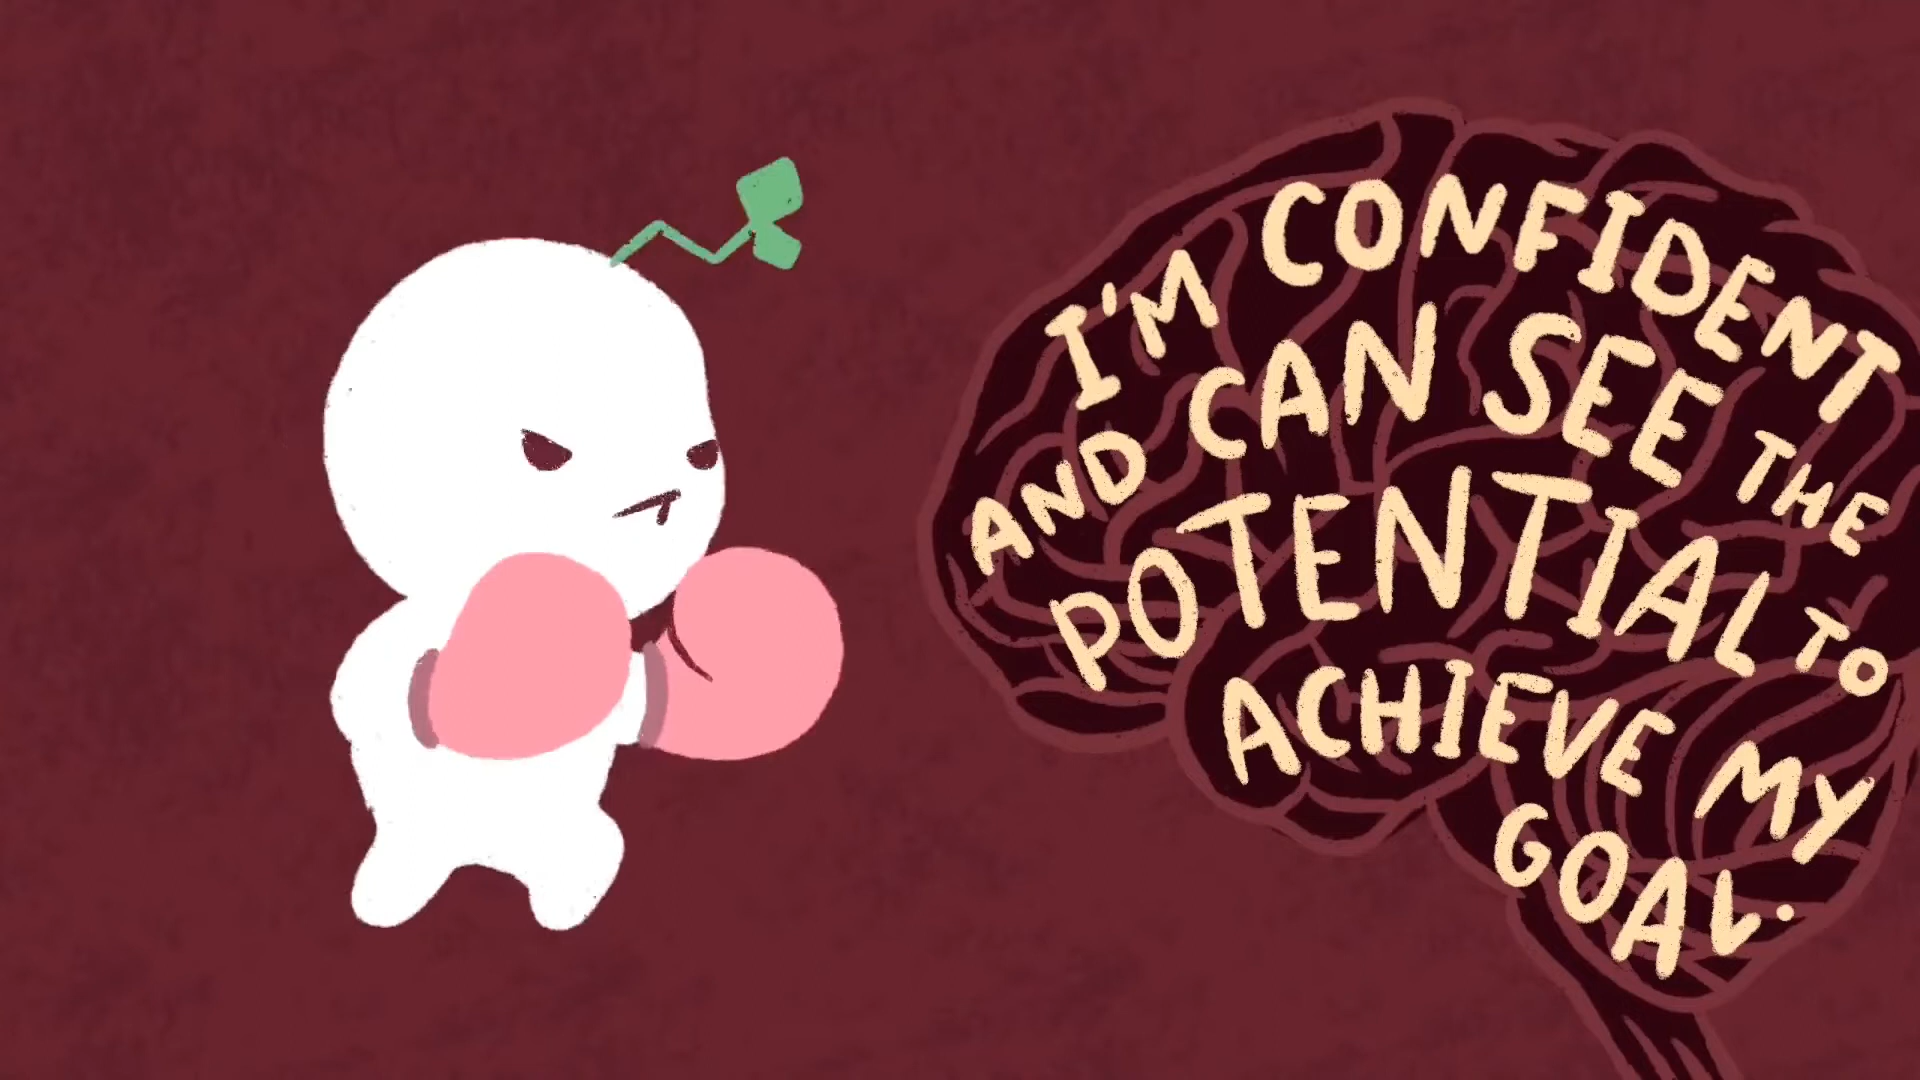 I'M CONFIDENT
AND CAN SEE THE
POTENTIAL TO
ACHIEVE MY
GOAL.